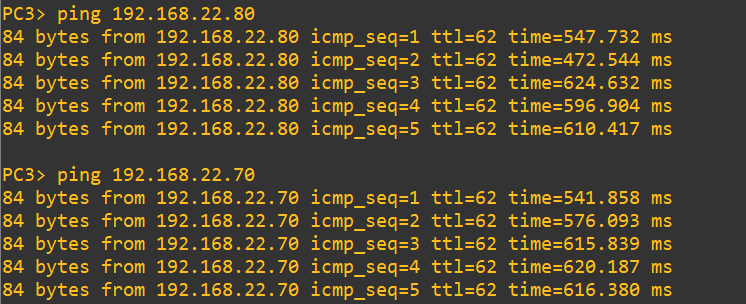 PC3> ping 192.168.22.80
84 bytes from 192.168.22.80 icmp_seq=1 ttl=62 time=547.732 ms
84 bytes from 192.168.22.80 icmp_seq=2 ttl=62 time=472.544 ms
84 bytes from 192.168.22.80 icmp_seq=3 ttl=62 time=624.632 ms
84 bytes from 192.168.22.80 icmp_seq=4 ttl=62 time=596.904 ms
84 bytes from 192.168.22.80 icmp_seq=5 ttl=62 time=610.417 ms
PC3> ping 192.168.22.70
84 bytes from 192.168.22.70 icmp_seq=1 ttl=62 time=541.858 ms
84 bytes from 192.168.22.70 icmp_seq=2 ttl=62 time=576.093 ms
84 bytes from 192.168.22.70 icmp_seq=3 ttl=62 time=615.839 ms
84 bytes from 192.168.22.70 icmp_seq=4 ttl=62 time=620.187 ms
84 bytes from 192.168.22.70 icmp_seq=5 ttl=62 time=616.380 ms